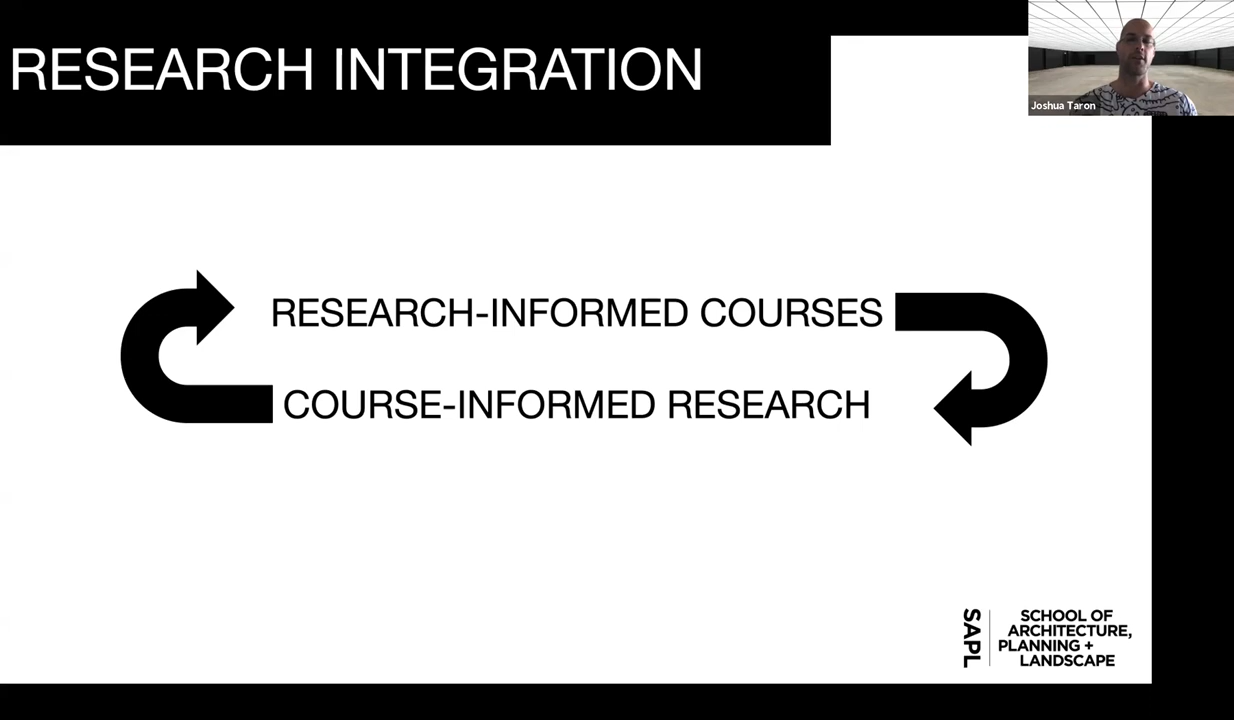 RESEARCH INTEGRATION
Joshua Taron
RESEARCH-INFORMED COURSES
COURSE-INFORMED RESEARCH
SAPL
SCHOOL OF
ARCHITECTURE,
PLANNING +
LANDSCAPE